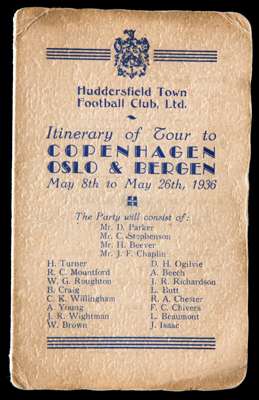 Huddersfield Town
Football Club, Ltd.
Itinerary of Tour to
COPENHAGEN
OSLO & BERGEN
May 8th to May 26th, 1936
The Party will consist of:
Mr. D. Parker
Mr. C. Stephenson
Mr. H. Beever
Mr. J. F. Chaplin
H. Turner
R. C. Mountford
W. G. Roughton
B. Craig
C. K. Willingham
A. Young
J. R. Wightman
W. Brown
D. H. Ogilvie
A. Beech
J. R. Richardson
L. Butt
R. A. Chester
F. C. Chivers
L. Beaumont
J. Isaac